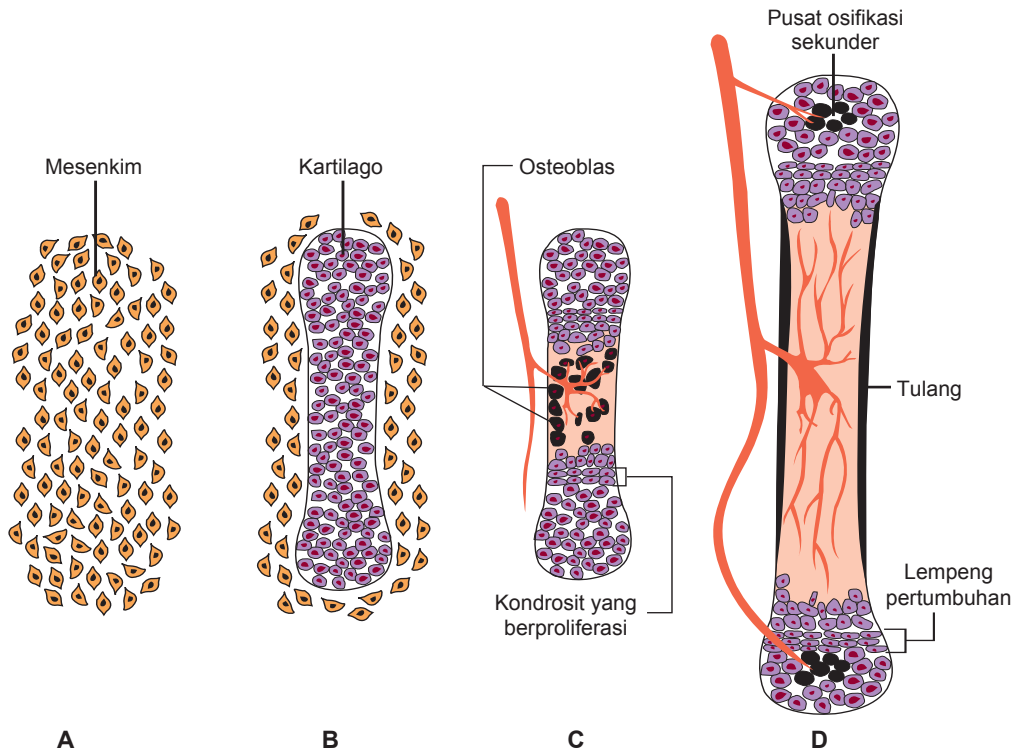 Pusat osifikasi
sekunder
Mesenkim
Kartilago
Osteoblas
Tulang
Lempeng
pertumbuhan
Kondrosit yang
berproliferasi
A
B
C
D